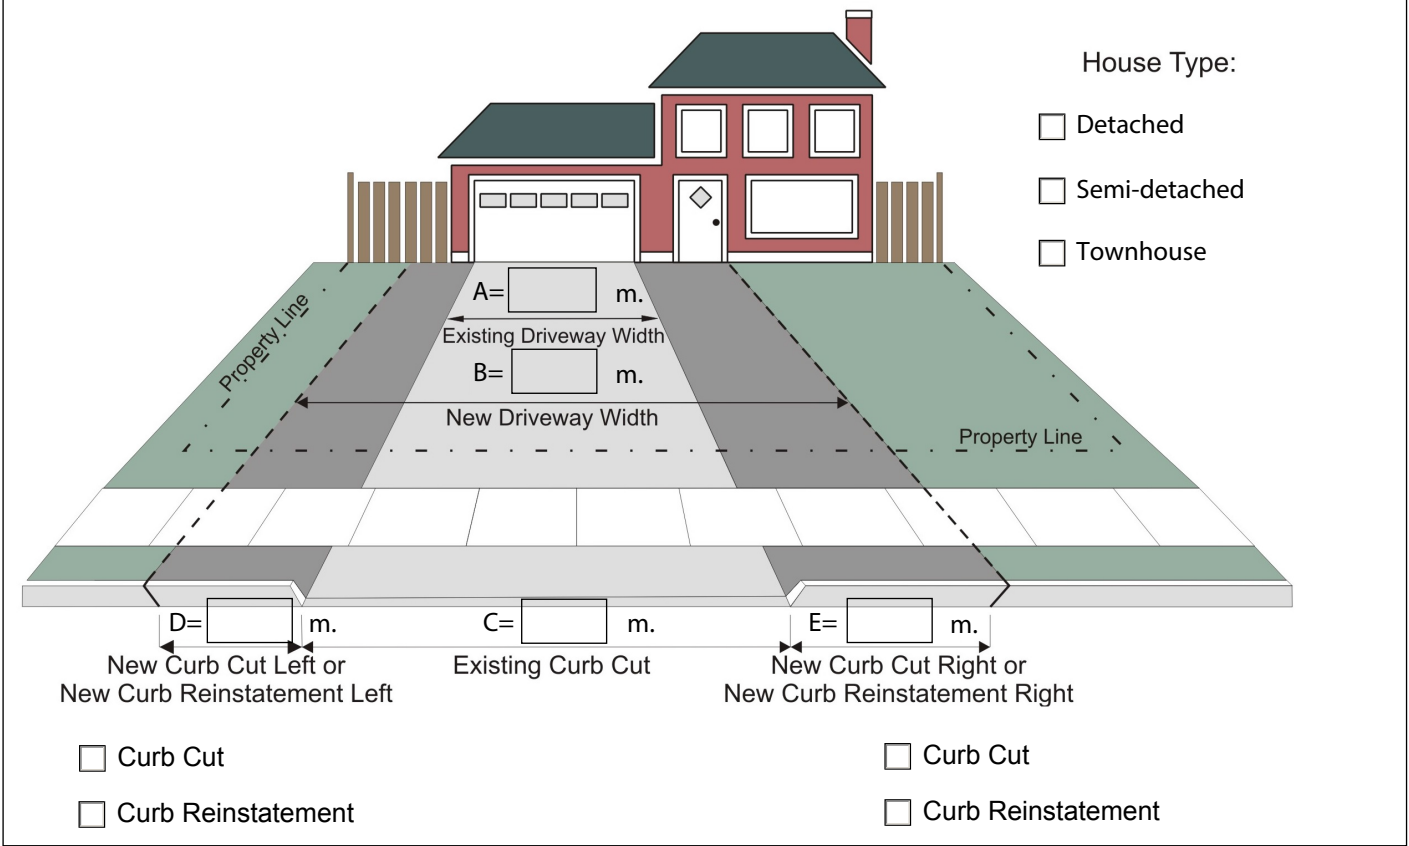 House Type:
Detached
Semi-detached
Townhouse
Property Line
A= m.
Existing Driveway Width
B= m.
New Driveway Width
Property Line
D= m.
C= m.
E= m.
New Curb Cut Left or
New Curb Reinstatement Left
Existing Curb Cut
New Curb Cut Right or
New Curb Reinstatement Right
Curb Cut
Curb Reinstatement
Curb Cut
Curb Reinstatement